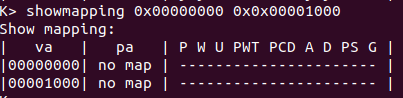 K> showmapping 0x00000000 0x0x00001000
Show mapping:
|   va   |   pa   | P W U PWT PCD A D PS G |
|00000000| no map | ---------------------- |
|00001000| no map | ---------------------- |